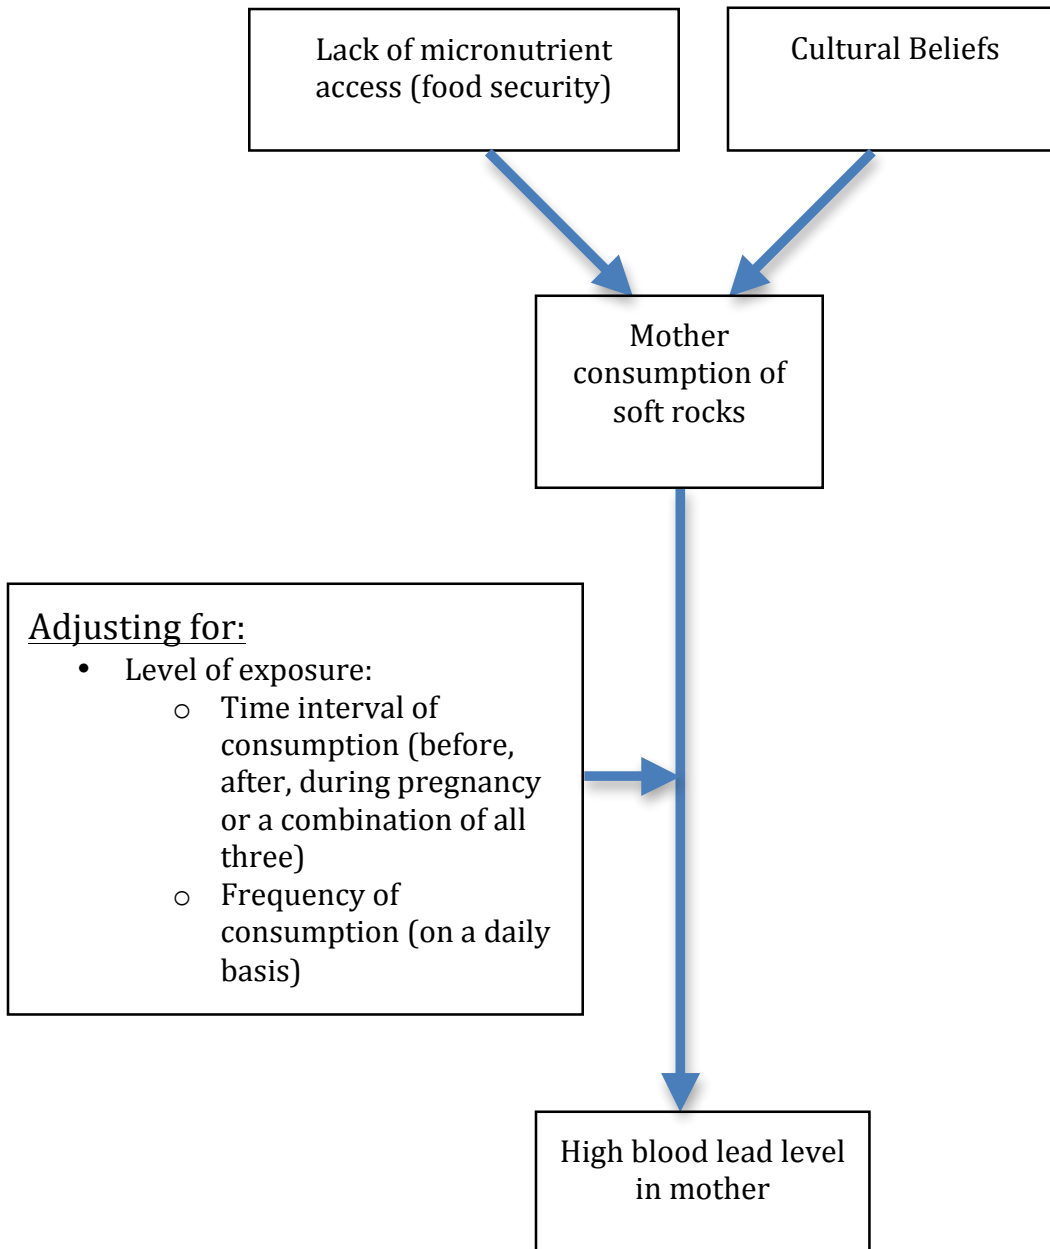 Lack of micronutrient
access (food security)
Cultural Beliefs
Mother
consumption of
soft rocks
Adjusting for:
• Level of exposure:
o Time interval of
consumption (before,
after, during pregnancy
or a combination of all
three)
o Frequency of
consumption (on a daily
basis)
High blood lead level
in mother